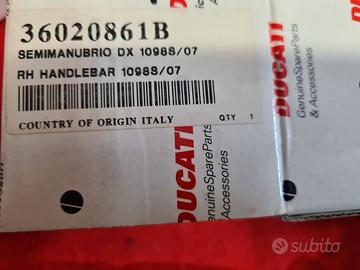 36020861B
SEMIMANUBRIO DX 1098S/07
RH HANDLEBAR 1098S/07
COUNTRY OF ORIGIN ITALY
QTY 1
DUCATI
GenuineSpareParts
& Accessories
DUCATI
GenuineSpareParts
& Accessories
DUCATI
subito